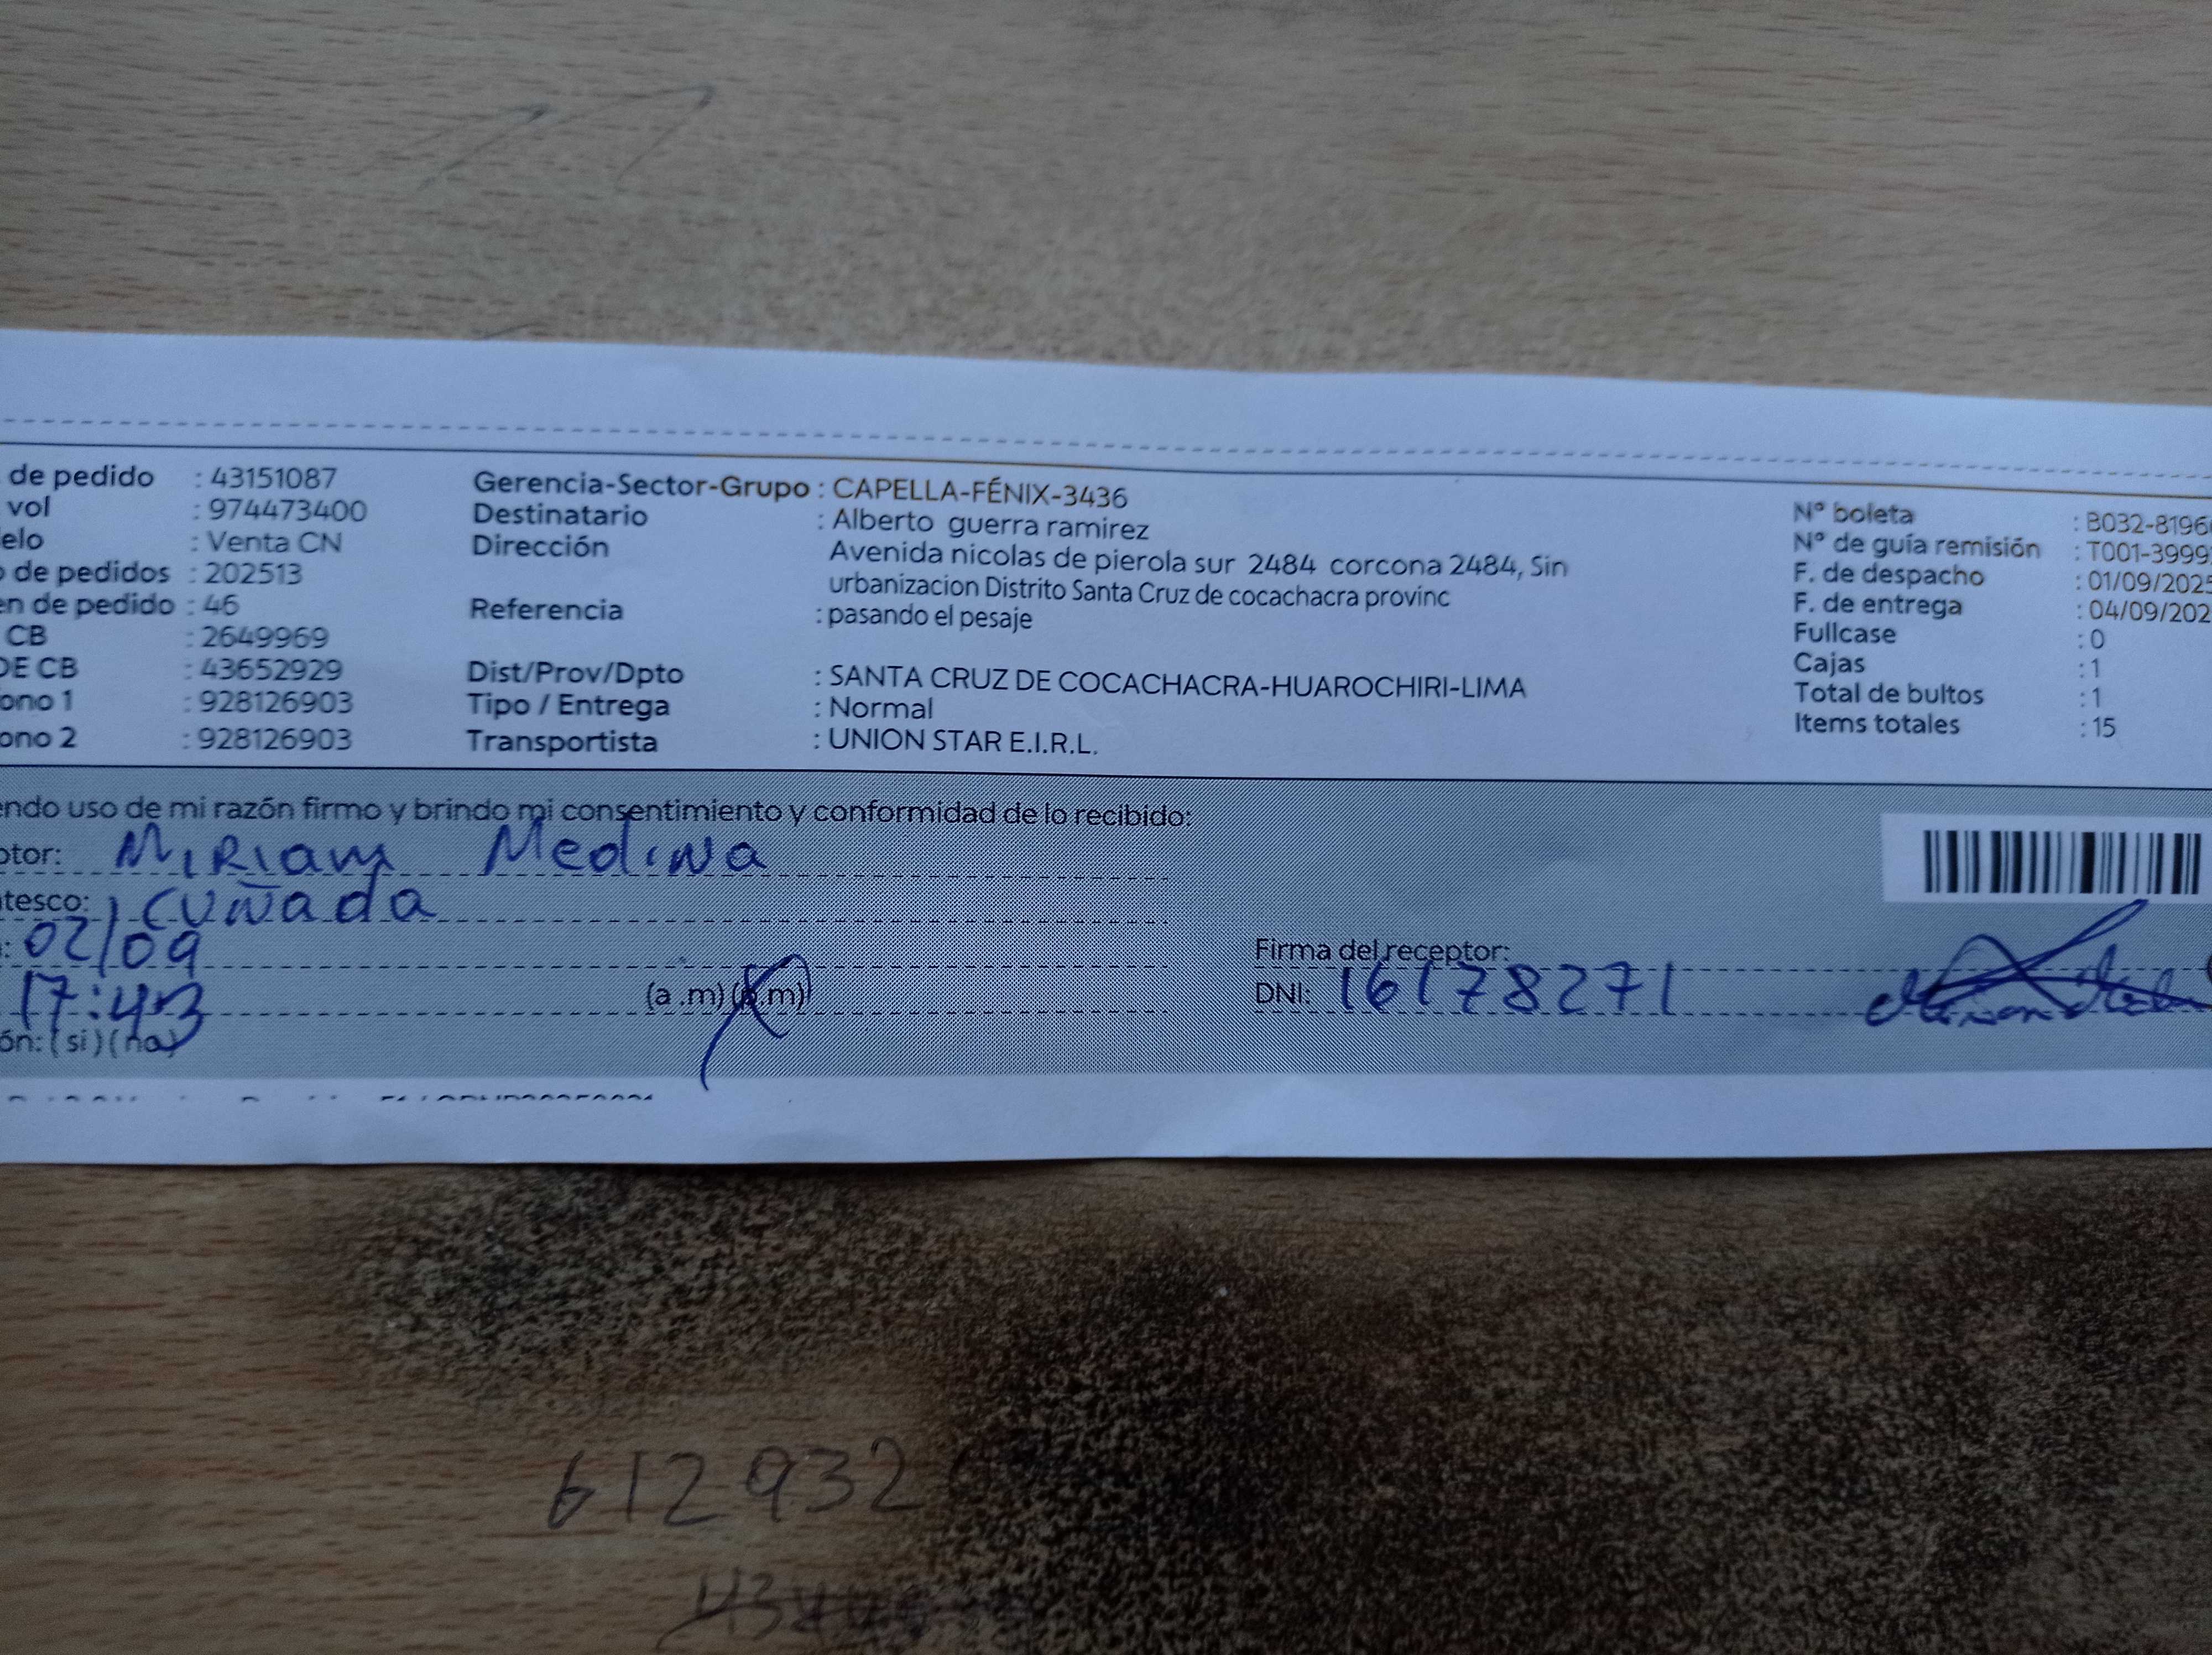 de pedido : 43151087
vol : 974473400
elo : Venta CN
o de pedidos : 202513
en de pedido : 46
CB : 2649969
DE CB : 43652929
ono 1 : 928126903
ono 2 : 928126903
Gerencia-Sector-Grupo : CAPELLA-FÉNIX-3436
Destinatario : Alberto guerra ramirez
Dirección Avenida nicolas de pierola sur 2484 corcona 2484, Sin
urbanizacion Distrito Santa Cruz de cocachacra provinc
Referencia : pasando el pesaje
Dist/Prov/Dpto : SANTA CRUZ DE COCACHACRA-HUAROCHIRI-LIMA
Tipo / Entrega : Normal
Transportista : UNION STAR E.I.R.L.
Nº boleta : B032-8196
Nº de guía remisión : T001-3999
F. de despacho : 01/09/2025
F. de entrega : 04/09/202
Fullcase : 0
Cajas : 1
Total de bultos : 1
Items totales : 15
endo uso de mi razón firmo y brindo mi consentimiento y conformidad de lo recibido:
ptor: Miriam Medina
tesco: cuñada
: 02/09
17:43 (a .m) (p.m)
ón: (si) (no)
Firma del receptor:
DNI: 16178271
612932